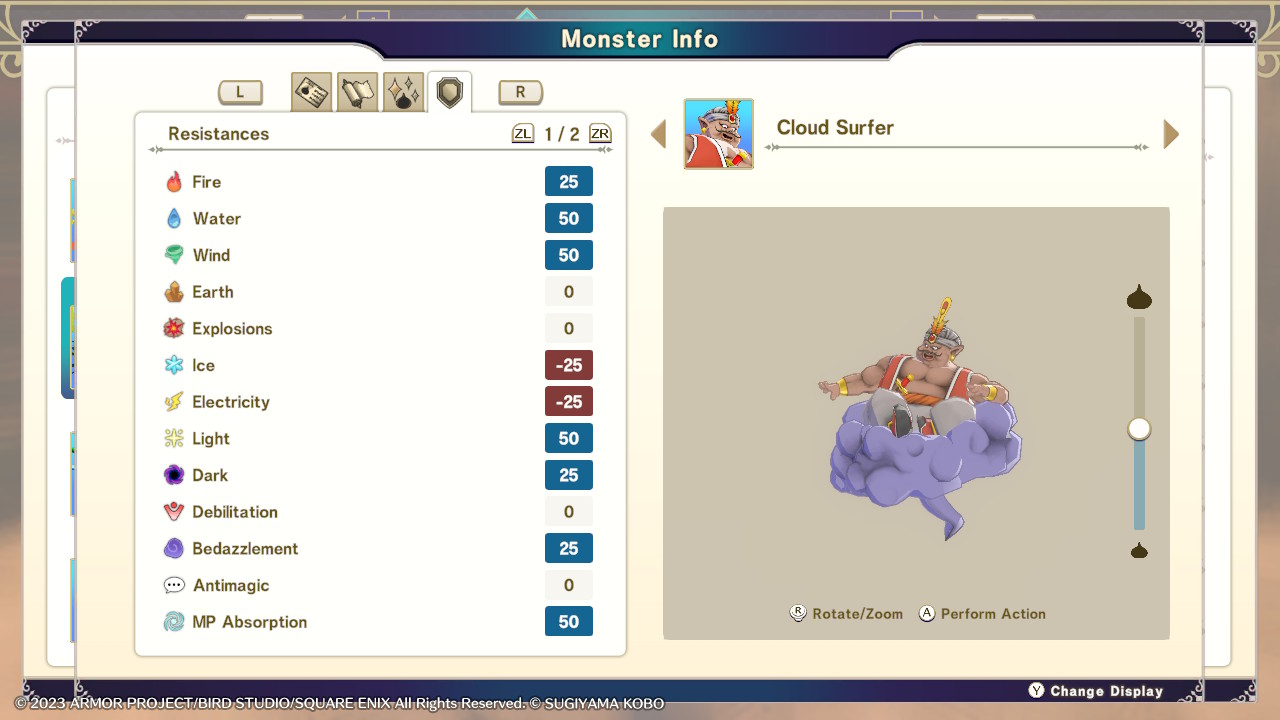 Monster Info
L R
Resistances ZL 1 / 2 ZR
Cloud Surfer
Fire 25
Water 50
Wind 50
Earth 0
Explosions 0
Ice -25
Electricity -25
Light 50
Dark 25
Debilitation 0
Bedazzlement 25
Antimagic 0
MP Absorption 50
R Rotate/Zoom A Perform Action
Y Change Display
© 2023 ARMOR PROJECT/BIRD STUDIO/SQUARE ENIX All Rights Reserved. © SUGIYAMA KOBO